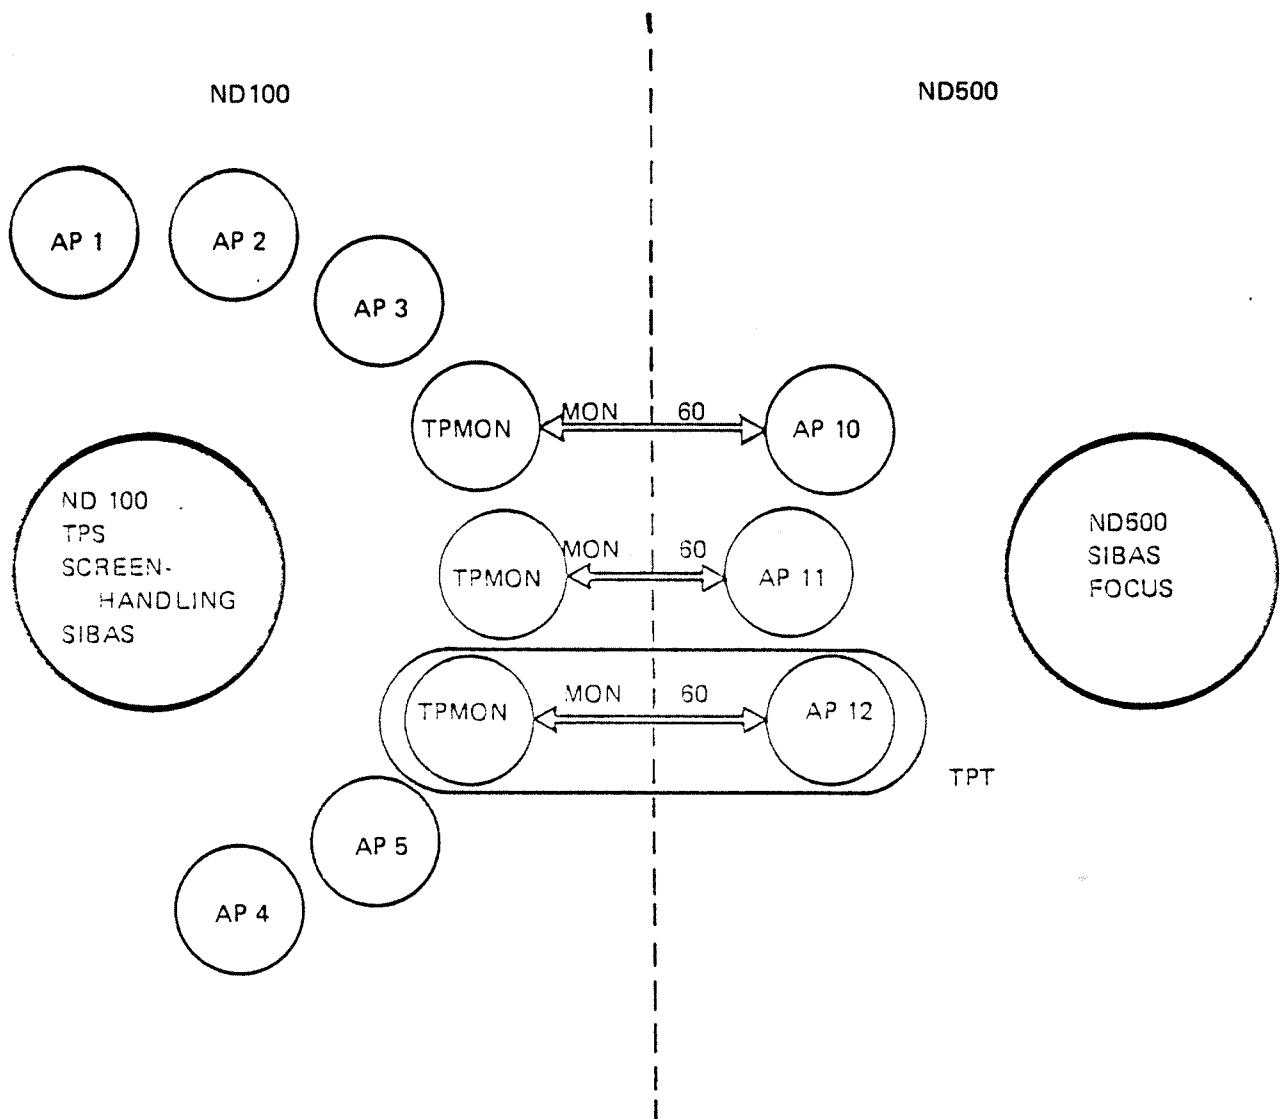 ND100
ND500
AP 1
AP 2
AP 3
TPMON
MON 60
AP 10
ND 100
TPS
SCREEN-
HANDLING
SIBAS
ND500
SIBAS
FOCUS
TPMON
MON 60
AP 11
TPMON
MON 60
AP 12
TPT
AP 5
AP 4